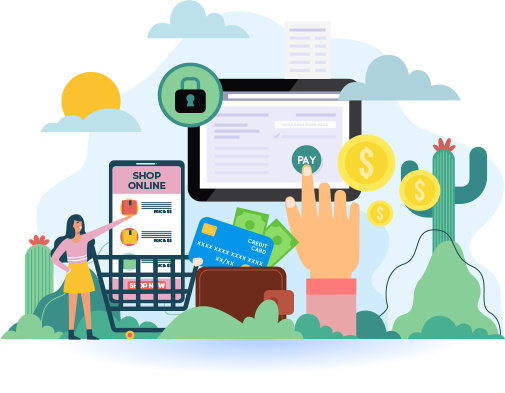 SHOP
ONLINE
SHOP NOW
PAY
CREDIT
CARD
XXXX XXXX XXXX XXXX
XX/XX
$
$
$